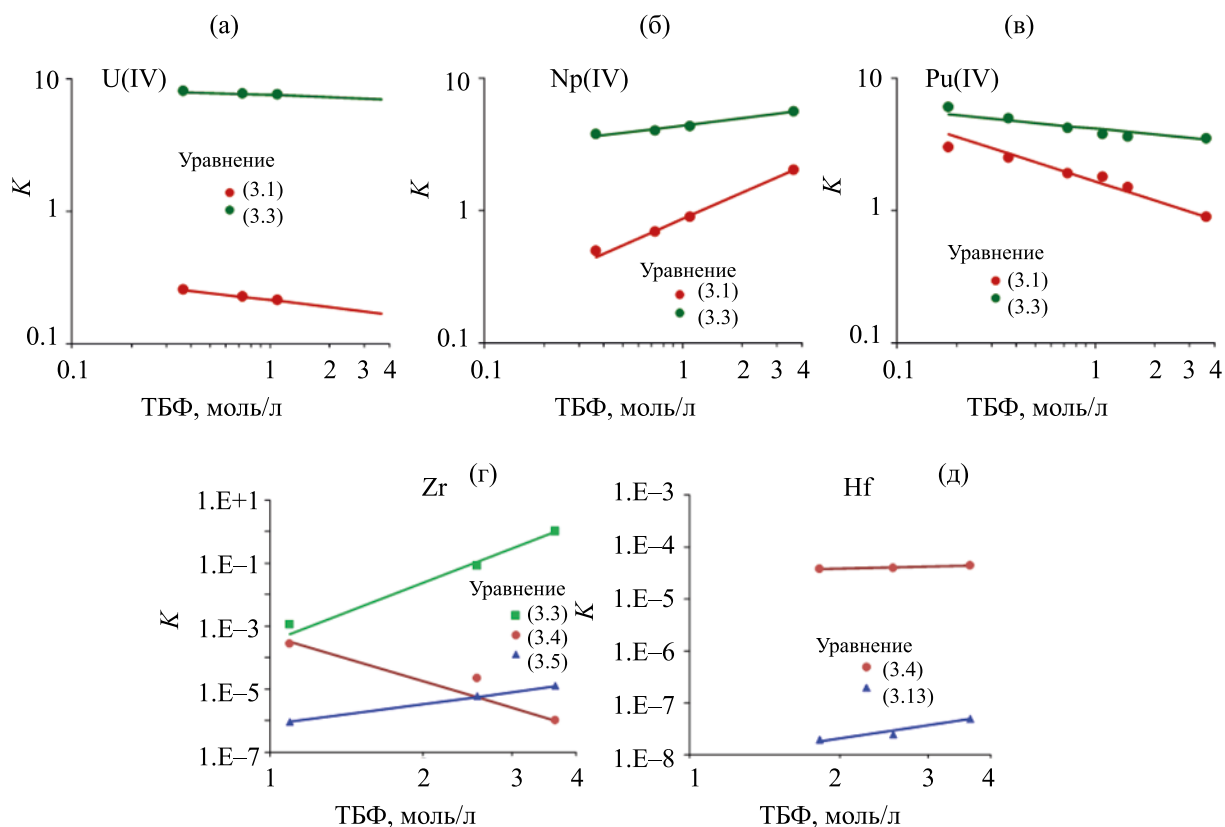 (а)
U(IV)
10
1
0.1
K
Уравнение
(3.1)
(3.3)
0.1 1 2 3 4
ТБФ, моль/л
(б)
Np(IV)
10
1
0.1
K
Уравнение
(3.1)
(3.3)
0.1 1 2 3 4
ТБФ, моль/л
(в)
Pu(IV)
10
1
0.1
K
Уравнение
(3.1)
(3.3)
0.1 1 2 3 4
ТБФ, моль/л
(г)
Zr
1.E+1
1.E−1
1.E−3
1.E−5
1.E−7
K
Уравнение
(3.3)
(3.4)
(3.5)
1 2 3 4
ТБФ, моль/л
(д)
Hf
1.E−3
1.E−4
1.E−5
1.E−6
1.E−7
1.E−8
K
Уравнение
(3.4)
(3.13)
1 2 3 4
ТБФ, моль/л